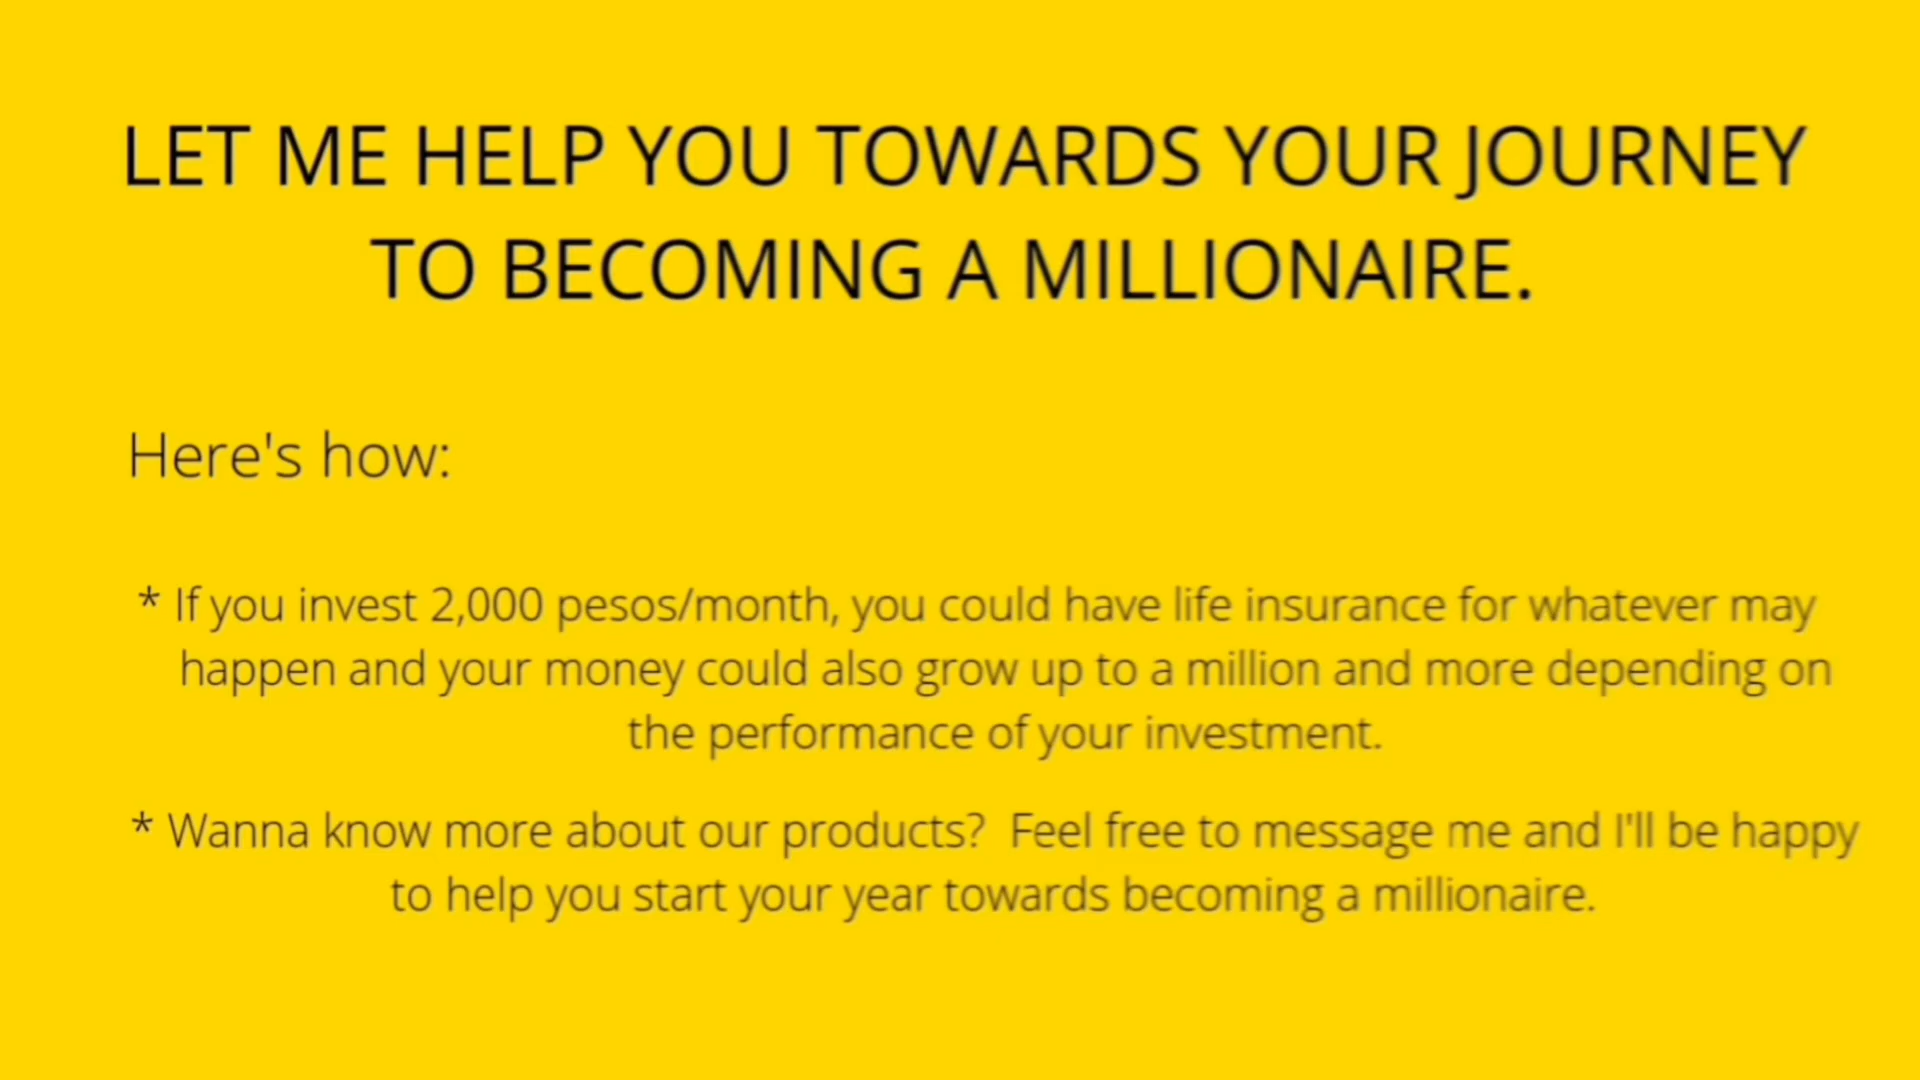 LET ME HELP YOU TOWARDS YOUR JOURNEY
TO BECOMING A MILLIONAIRE.
Here's how:
* If you invest 2,000 pesos/month, you could have life insurance for whatever may
happen and your money could also grow up to a million and more depending on
the performance of your investment.
* Wanna know more about our products?  Feel free to message me and I'll be happy
to help you start your year towards becoming a millionaire.